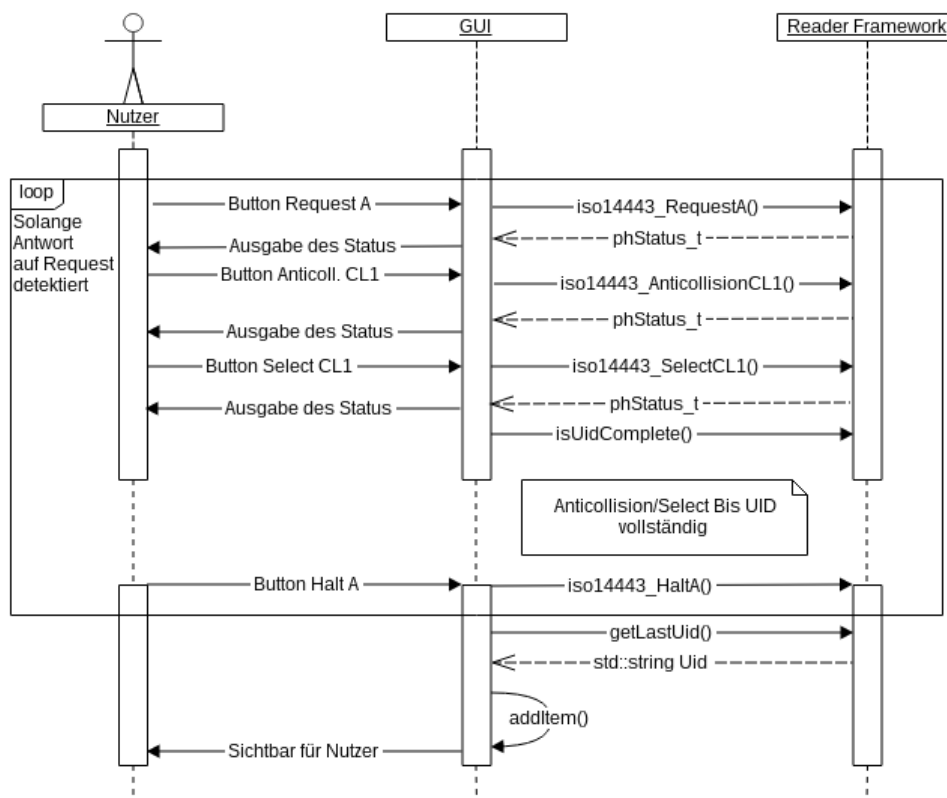 GUI
Reader Framework
Nutzer
loop
Solange
Antwort
auf Request
detektiert
Button Request A
iso14443_RequestA()
phStatus_t
Ausgabe des Status
Button Anticoll. CL1
iso14443_AnticollisionCL1()
phStatus_t
Ausgabe des Status
Button Select CL1
iso14443_SelectCL1()
phStatus_t
Ausgabe des Status
isUidComplete()
Anticollision/Select Bis UID
vollständig
Button Halt A
iso14443_HaltA()
getLastUid()
std::string Uid
addItem()
Sichtbar für Nutzer